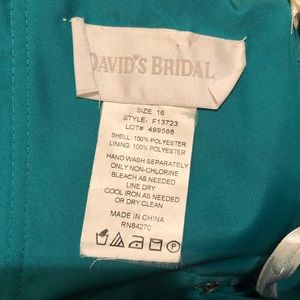 DAVID'S BRIDAL
SIZE: 16
STYLE: F13723
LOT# 499588
SHELL: 100% POLYESTER
LINING: 100% POLYESTER
HAND WASH SEPARATELY
ONLY NON-CHLORINE
BLEACH AS NEEDED
LINE DRY
COOL IRON AS NEEDED
OR DRY CLEAN
MADE IN CHINA
RN84270